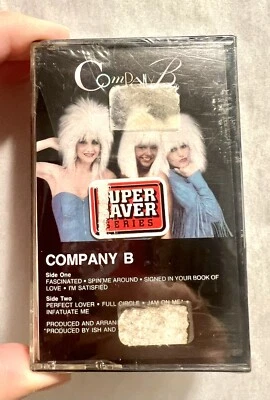 Company B
SUPER
SAVER
SERIES
COMPANY B
Side One
FASCINATED • SPIN ME AROUND • SIGNED IN YOUR BOOK OF
LOVE • I'M SATISFIED
Side Two
PERFECT LOVER • FULL CIRCLE • JAM ON ME •
INFATUATE ME
PRODUCED AND ARRAN
PRODUCED BY ISH AND